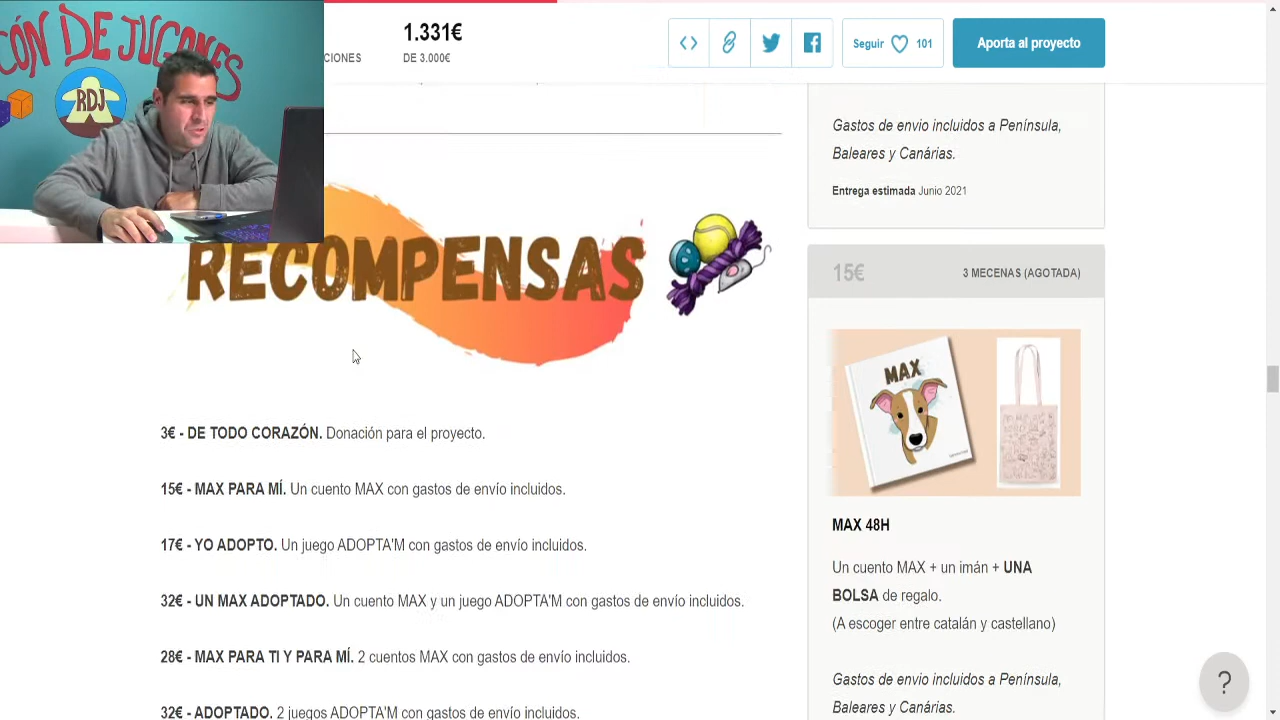 CÓN DE JUGONES
RDJ
CIONES
1.331€
DE 3.000€
Seguir
101
Aporta al proyecto
Gastos de envio incluidos a Península,
Baleares y Canárias.
Entrega estimada Junio 2021
RECOMPENSAS
15€
3 MECENAS (AGOTADA)
MAX
3€ - DE TODO CORAZÓN. Donación para el proyecto.
15€ - MAX PARA MÍ. Un cuento MAX con gastos de envío incluidos.
17€ - YO ADOPTO. Un juego ADOPTA'M con gastos de envío incluidos.
32€ - UN MAX ADOPTADO. Un cuento MAX y un juego ADOPTA'M con gastos de envío incluidos.
28€ - MAX PARA TI Y PARA MÍ. 2 cuentos MAX con gastos de envío incluidos.
32€ - ADOPTADO. 2 juegos ADOPTA'M con gastos de envío incluidos.
MAX 48H
Un cuento MAX + un imán + UNA
BOLSA de regalo.
(A escoger entre catalán y castellano)
Gastos de envio incluidos a Península,
Baleares y Canárias.
?